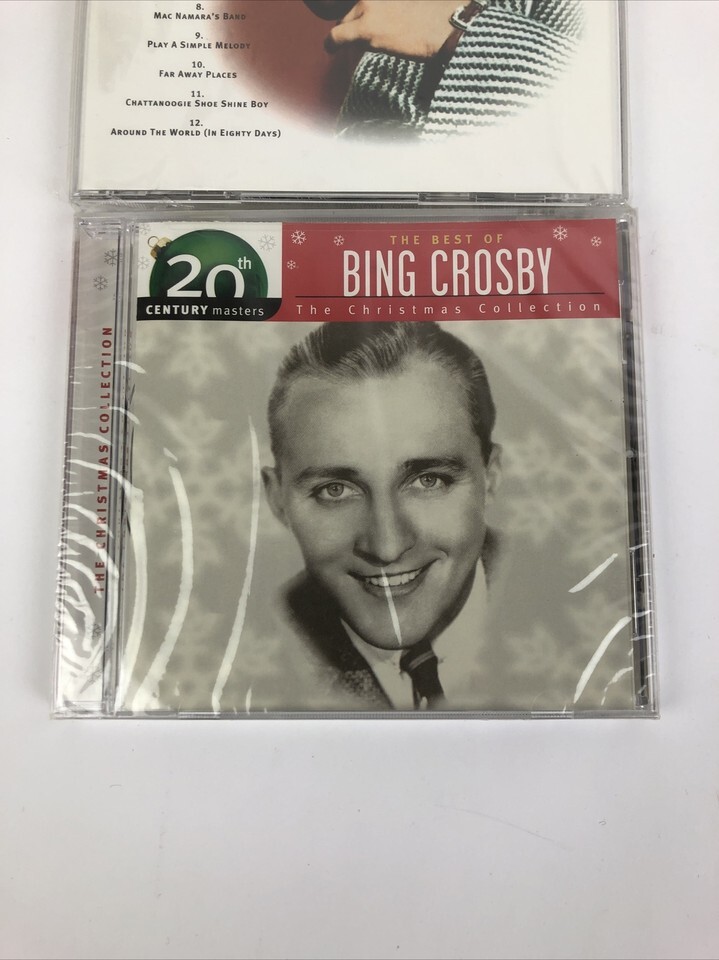 8.
MAC NAMARA'S BAND
9.
PLAY A SIMPLE MELODY
10.
FAR AWAY PLACES
11.
CHATTANOOGIE SHOE SHINE BOY
12.
AROUND THE WORLD (IN EIGHTY DAYS)
20th
CENTURY masters
THE BEST OF
BING CROSBY
The Christmas Collection
THE CHRISTMAS COLLECTION